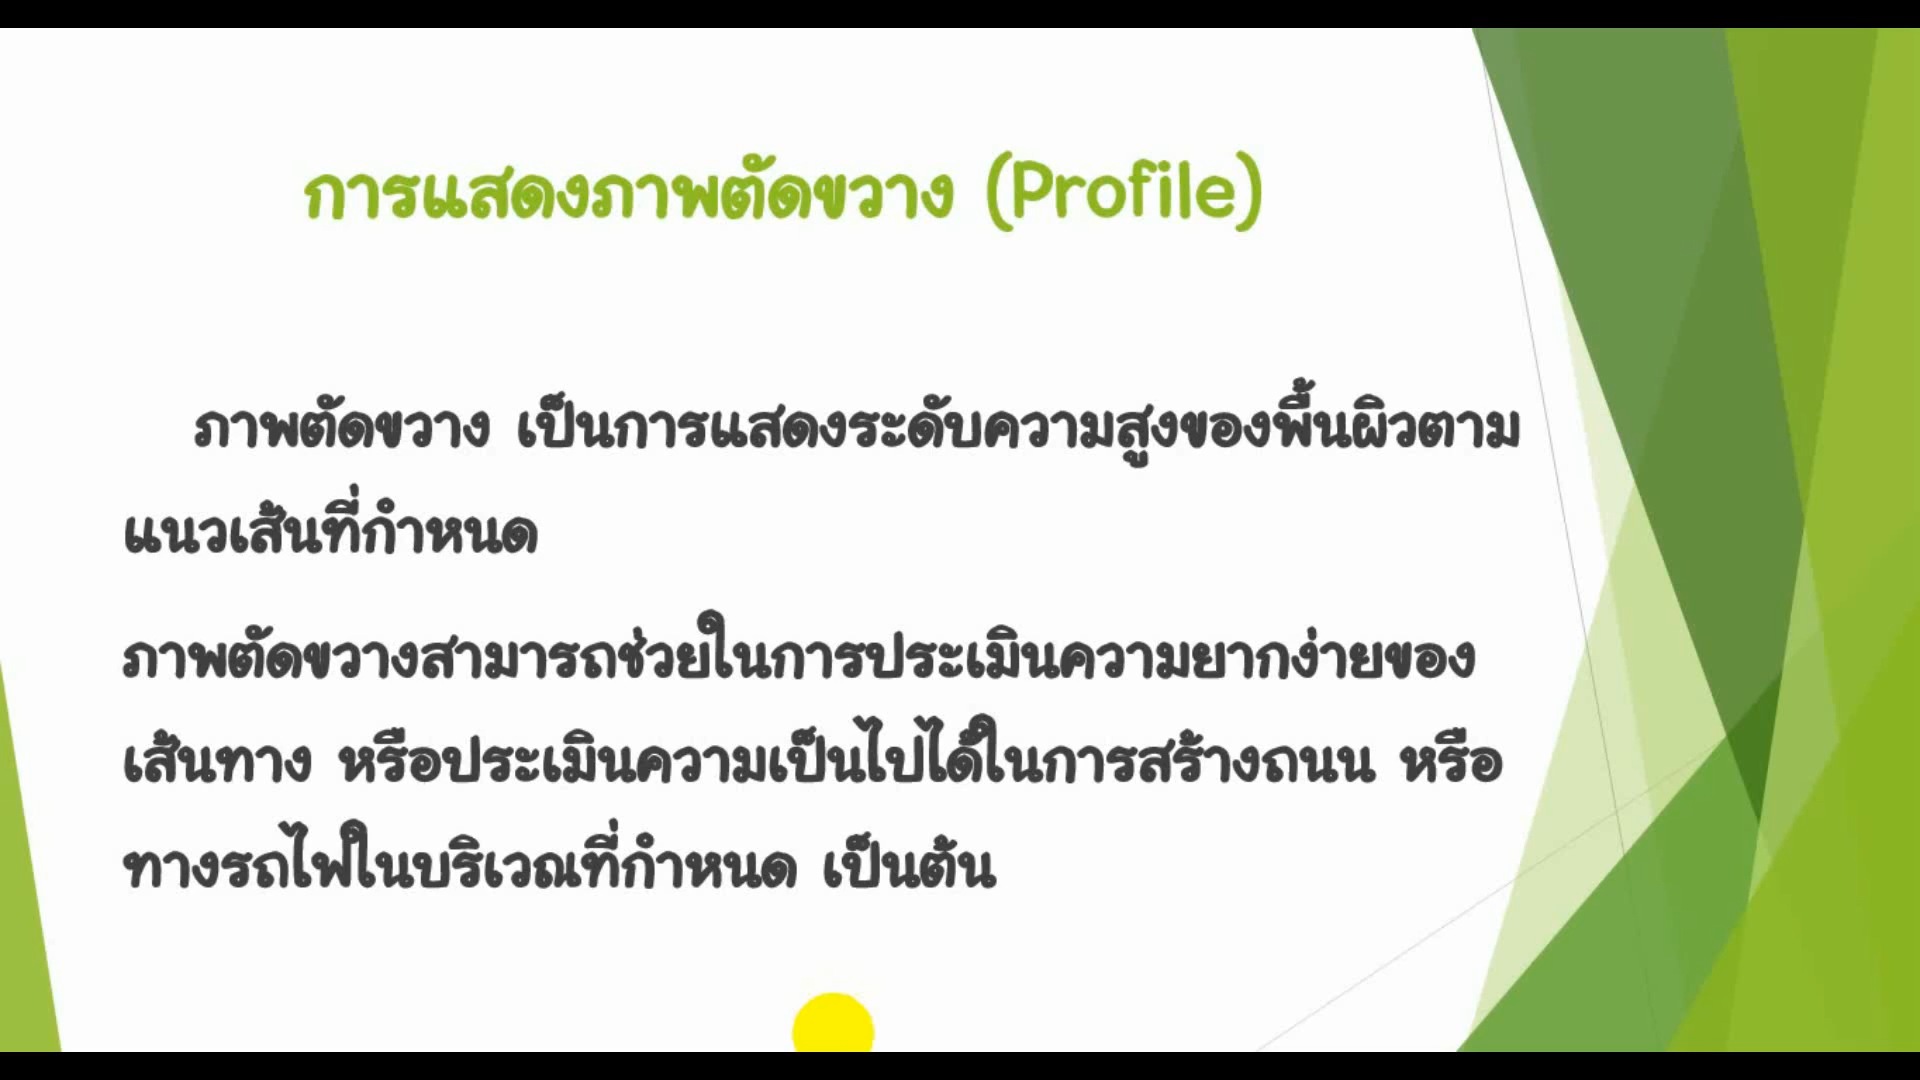 การแสดงภาพตัดขวาง (Profile)
ภาพตัดขวาง เป็นการแสดงระดับความสูงของพื้นผิวตาม
แนวเส้นที่กำหนด
ภาพตัดขวางสามารถช่วยในการประเมินความยากง่ายของ
เส้นทาง หรือประเมินความเป็นไปได้ในการสร้างถนน หรือ
ทางรถไฟในบริเวณที่กำหนด เป็นต้น